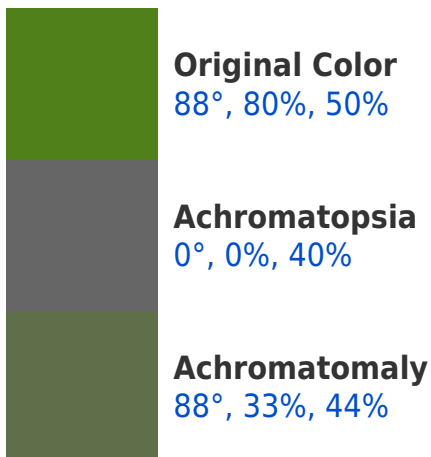 Original Color
88°, 80%, 50%
Achromatopsia
0°, 0%, 40%
Achromatomaly
88°, 33%, 44%